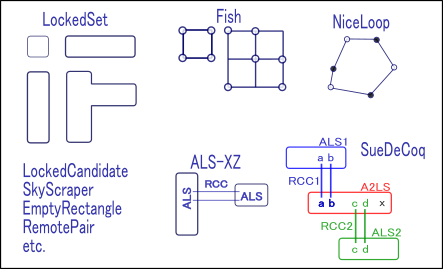 LockedSet
Fish
NiceLoop
LockedCandidate
SkyScraper
EmptyRectangle
RemotePair
etc.
ALS-XZ
ALS
RCC
ALS
SueDeCoq
ALS1
a b
RCC1
A2LS
a b c d x
RCC2
ALS2
c d